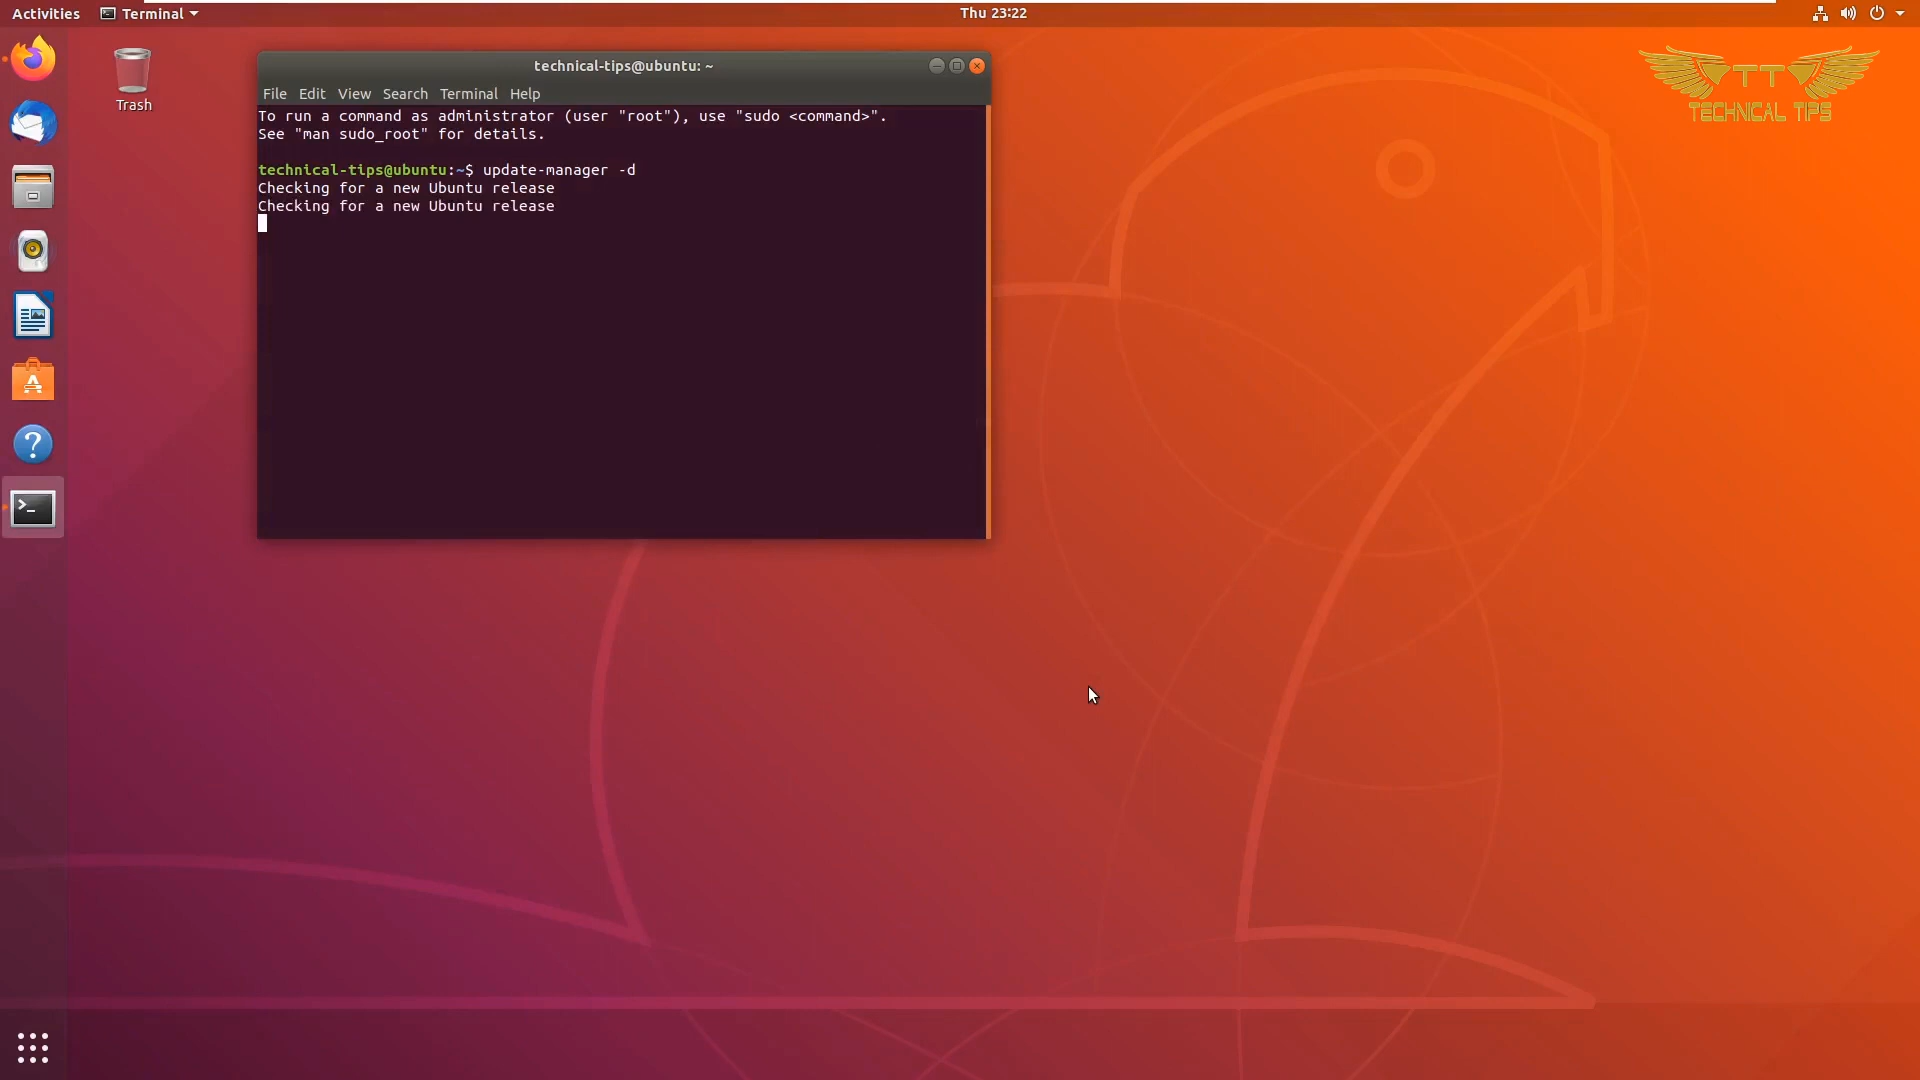 Activities
Terminal
Thu 23:22
Trash
technical-tips@ubuntu: ~
File Edit View Search Terminal Help
To run a command as administrator (user "root"), use "sudo <command>".
See "man sudo_root" for details.
technical-tips@ubuntu:~$ update-manager -d
Checking for a new Ubuntu release
Checking for a new Ubuntu release
TT
TECHNICAL TIPS